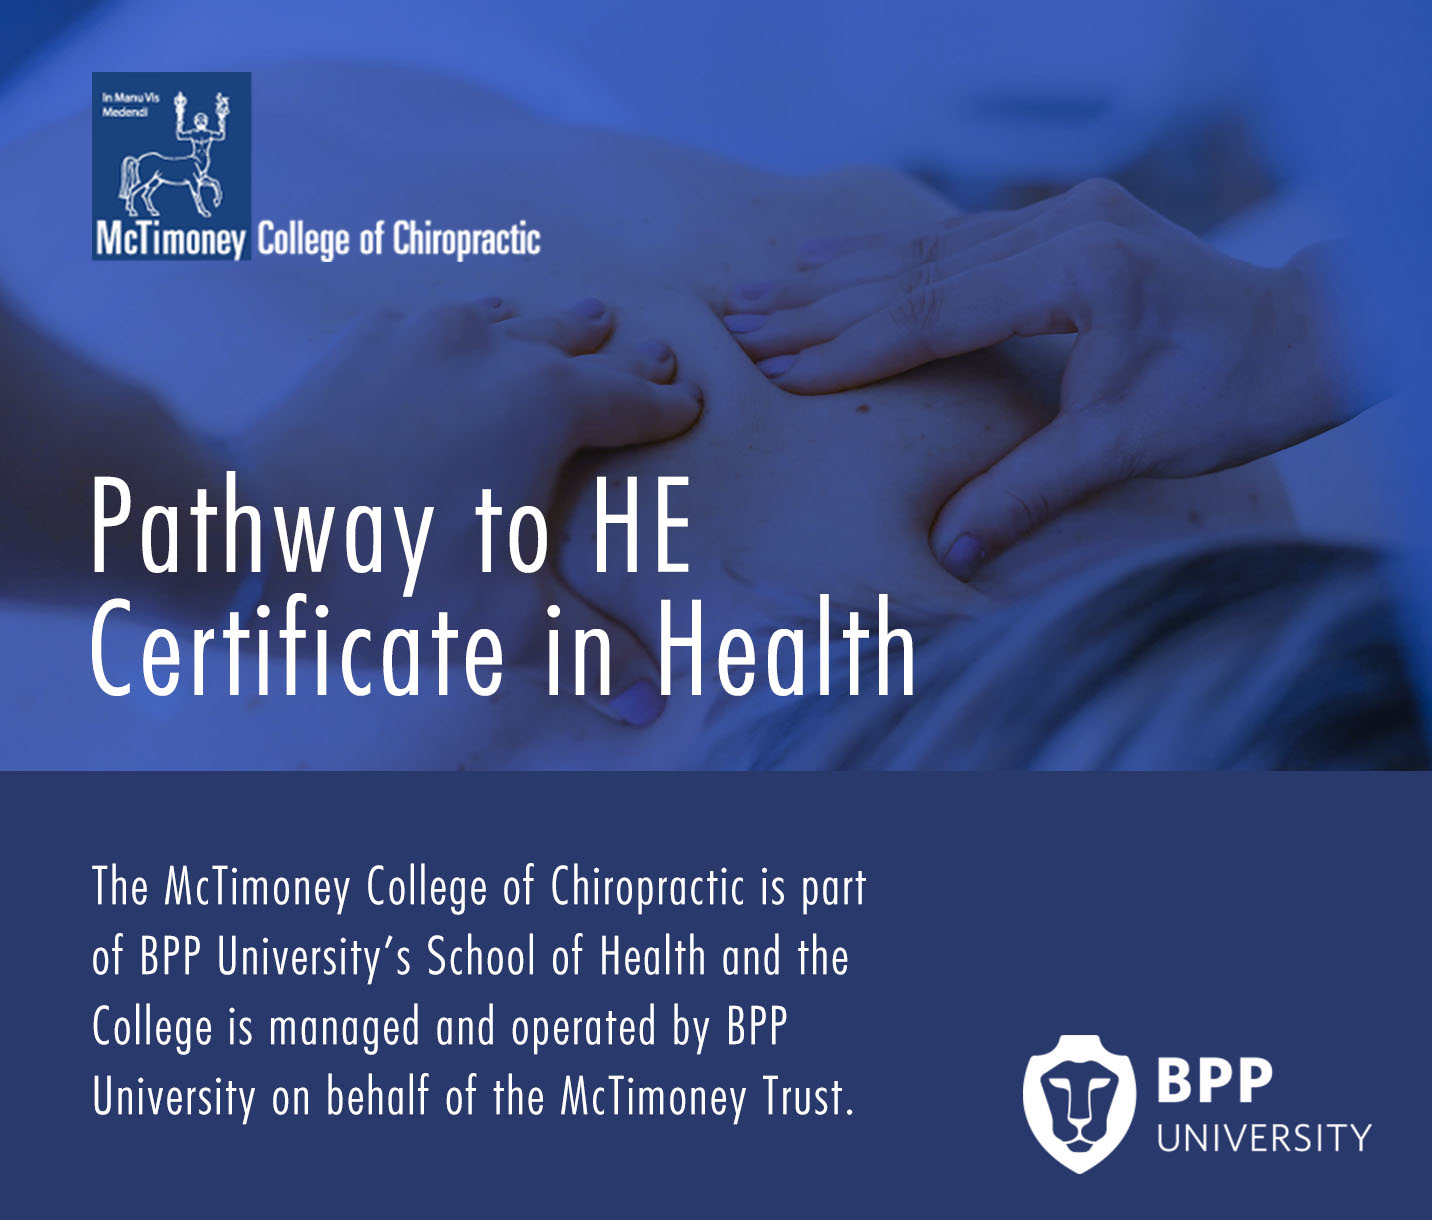 In Manu Vis
Medendi
McTimoney College of Chiropractic
Pathway to HE
Certificate in Health
The McTimoney College of Chiropractic is part
of BPP University’s School of Health and the
College is managed and operated by BPP
University on behalf of the McTimoney Trust.
BPP
UNIVERSITY